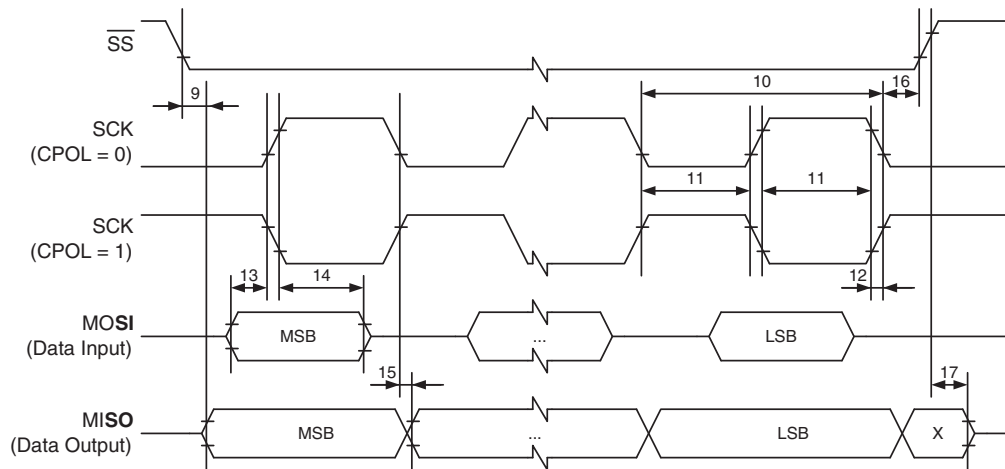 SS
9
10
16
SCK
(CPOL = 0)
11
11
SCK
(CPOL = 1)
13
14
12
MOSI
(Data Input)
MSB
...
LSB
15
17
MISO
(Data Output)
MSB
...
LSB
X